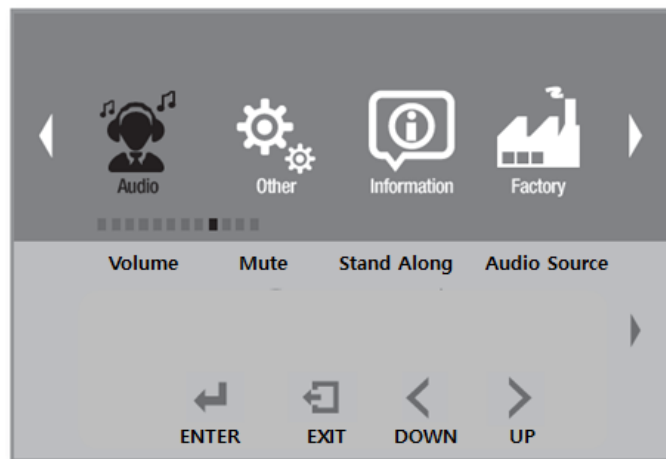 Audio Other Information Factory
Volume Mute Stand Along Audio Source
ENTER EXIT DOWN UP